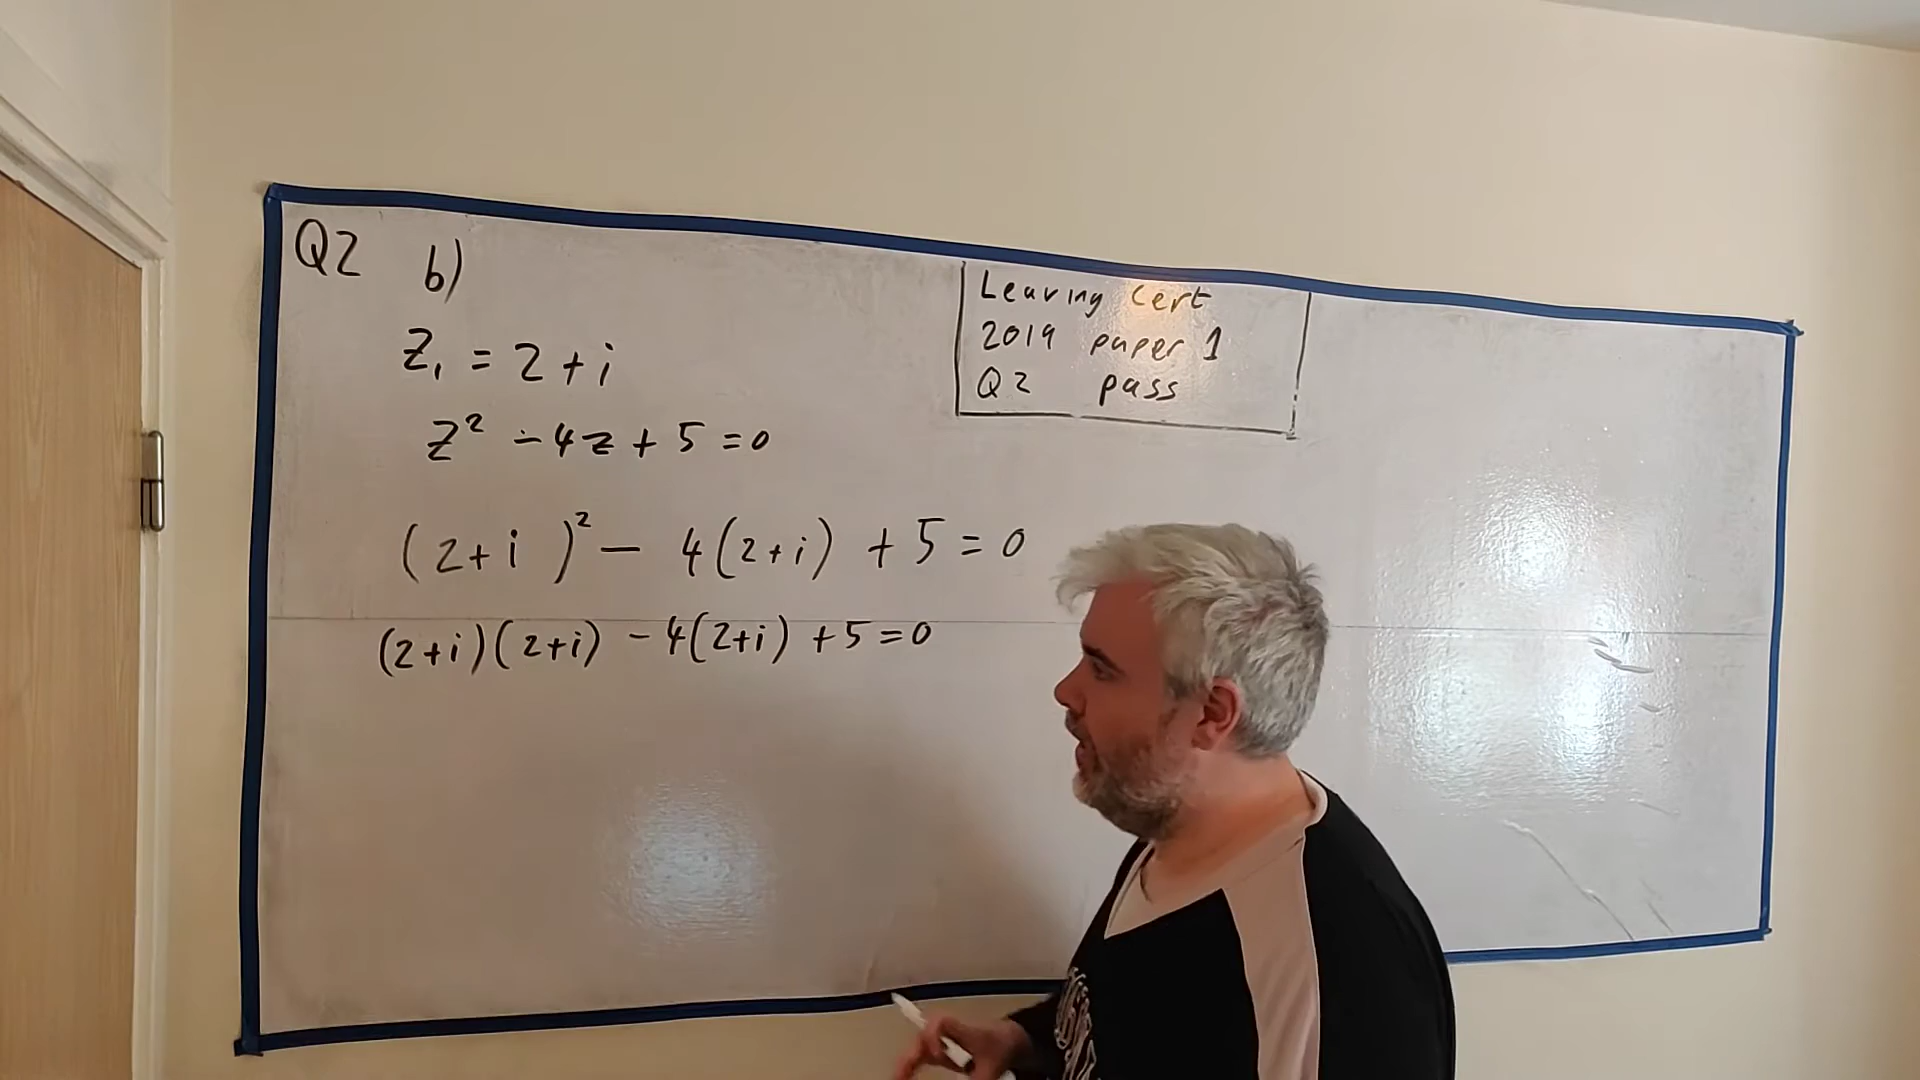 Q2 b)
Z₁ = 2 + i
Z² - 4z + 5 = 0
(2+i)² - 4(2+i) + 5 = 0
(2+i)(2+i) - 4(2+i) + 5 = 0
Leaving Cert
2019 paper 1
Q2 pass